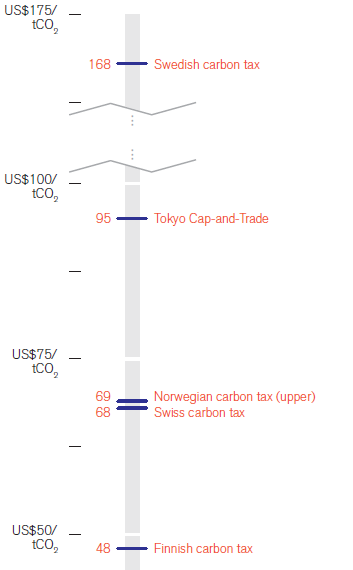 US$175/
tCO₂
168 Swedish carbon tax
US$100/
tCO₂
95 Tokyo Cap-and-Trade
US$75/
tCO₂
69 Norwegian carbon tax (upper)
68 Swiss carbon tax
US$50/
tCO₂
48 Finnish carbon tax